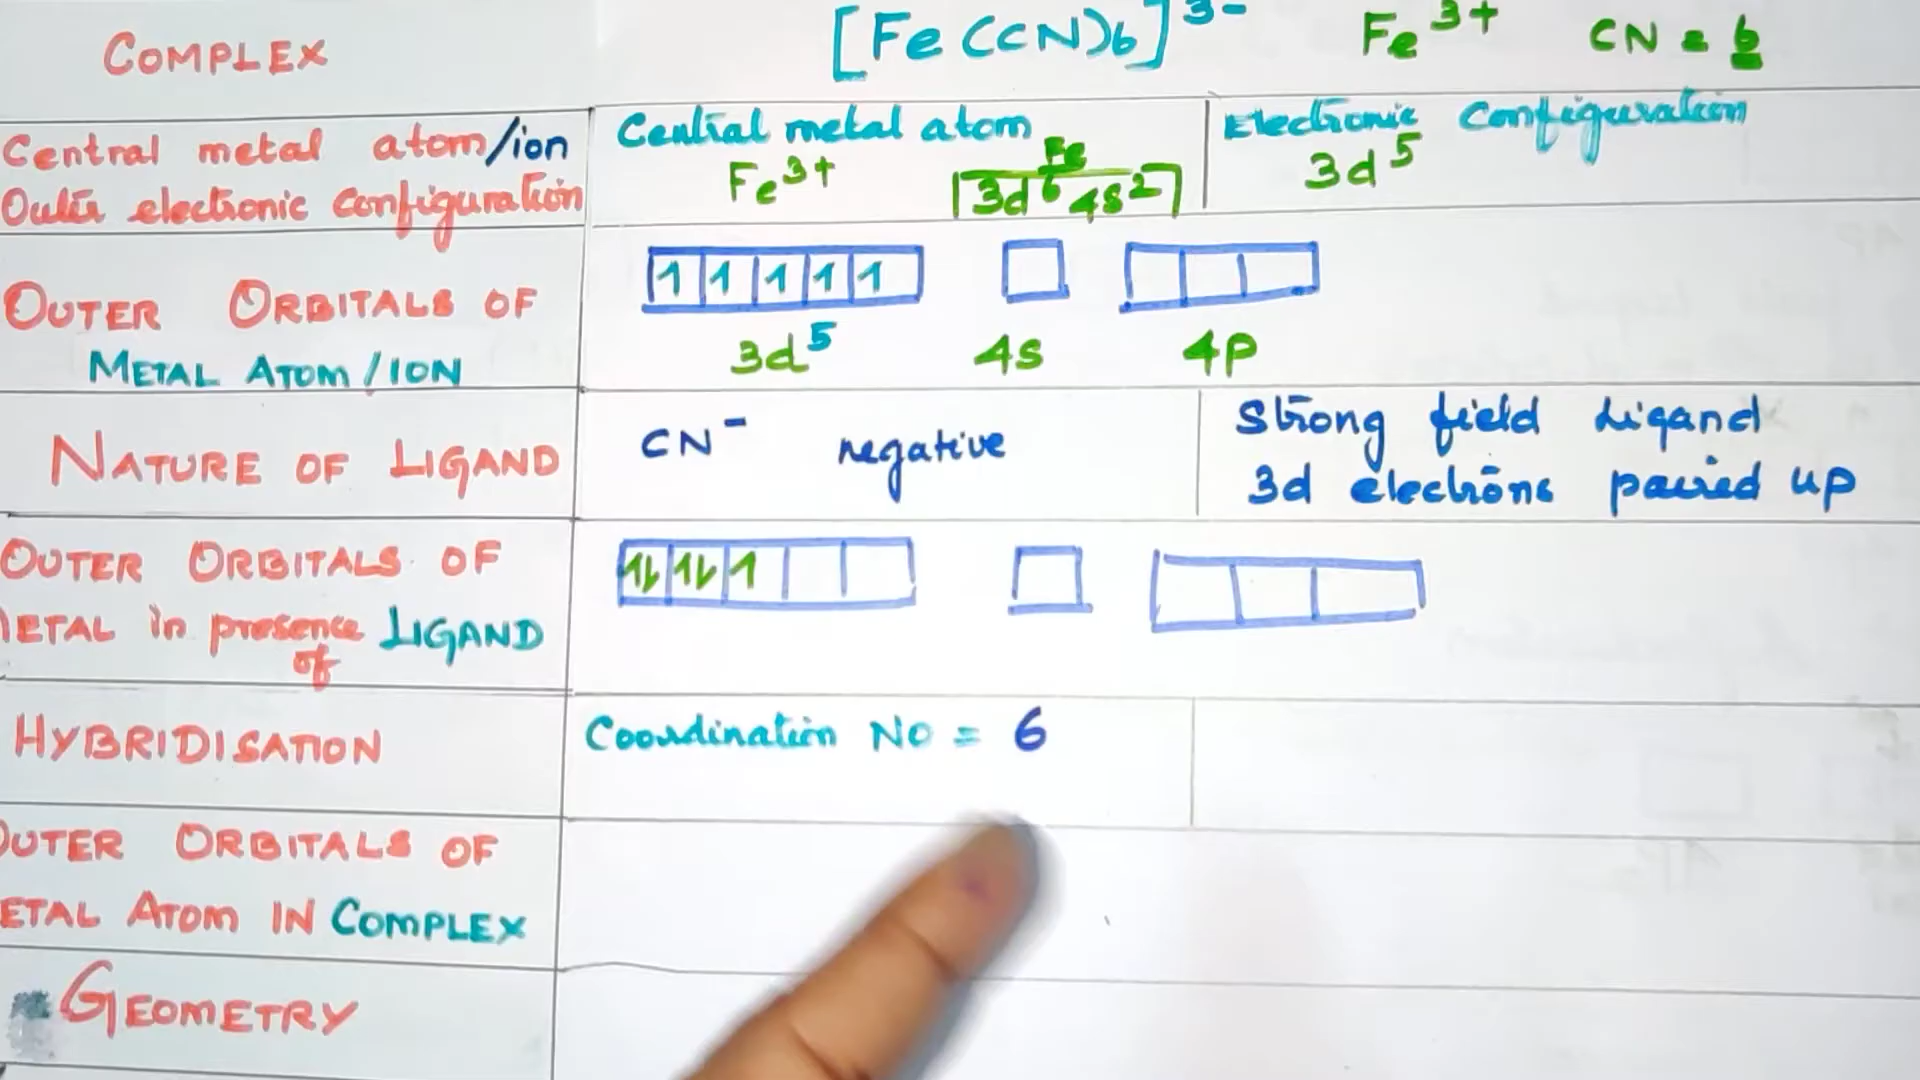 COMPLEX
[Fe(CN)6]3-
Fe3+
CN = 6
Central metal atom/ion
Outer electronic configuration
Central metal atom
Fe3+
Fe
3d6 4s2
Electronic configuration
3d5
OUTER ORBITALS OF
METAL ATOM/ION
1 1 1 1 1
3d5
4s
4p
NATURE OF LIGAND
CN- negative
Strong field Ligand
3d electrons paired up
OUTER ORBITALS OF
ETAL in presence of LIGAND
1⇂ 1⇂ 1
HYBRIDISATION
Coordination No = 6
OUTER ORBITALS OF
ETAL ATOM IN COMPLEX
GEOMETRY